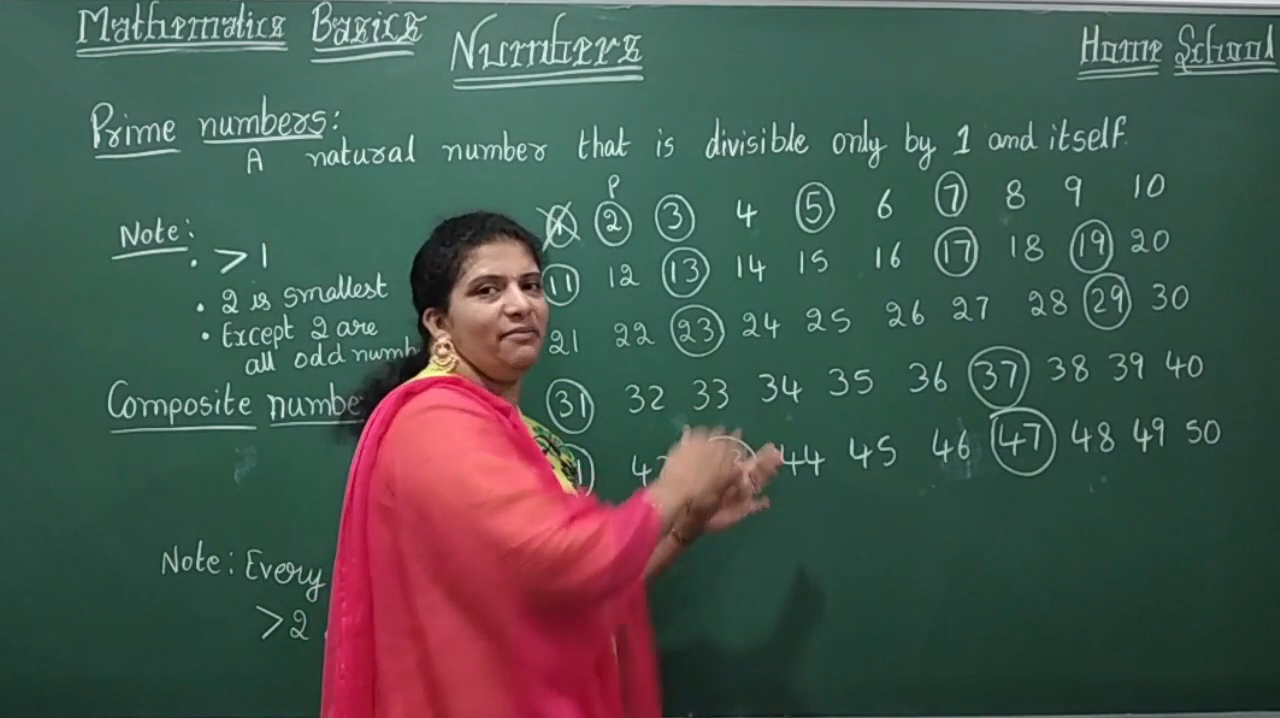 Mathematics Basics Numbers Home School
Prime numbers:
A natural number that is divisible only by 1 and itself.
P
1 2 3 4 5 6 7 8 9 10
Note:
. > 1
11 12 13 14 15 16 17 18 19 20
. 2 is smallest
. Except 2 are
all odd numb
21 22 23 24 25 26 27 28 29 30
Composite numbe
31 32 33 34 35 36 37 38 39 40
44 45 46 47 48 49 50
Note: Every
>2